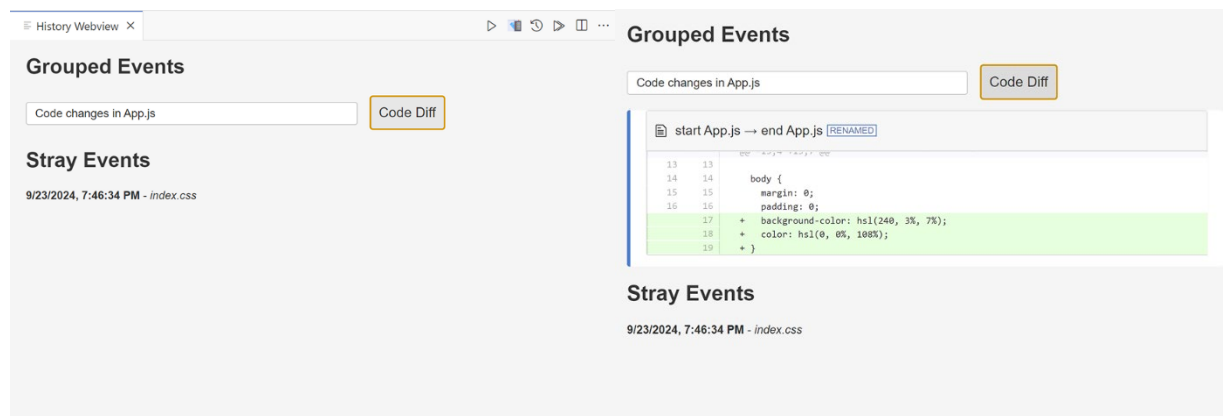 History Webview
Grouped Events
Code changes in App.js
Code Diff
Stray Events
9/23/2024, 7:46:34 PM - index.css
Grouped Events
Code changes in App.js
Code Diff
start App.js → end App.js RENAMED
13 13
14 14 body {
15 15 margin: 0;
16 16 padding: 0;
17 + background-color: hsl(240, 3%, 7%);
18 + color: hsl(0, 0%, 108%);
19 + }
Stray Events
9/23/2024, 7:46:34 PM - index.css